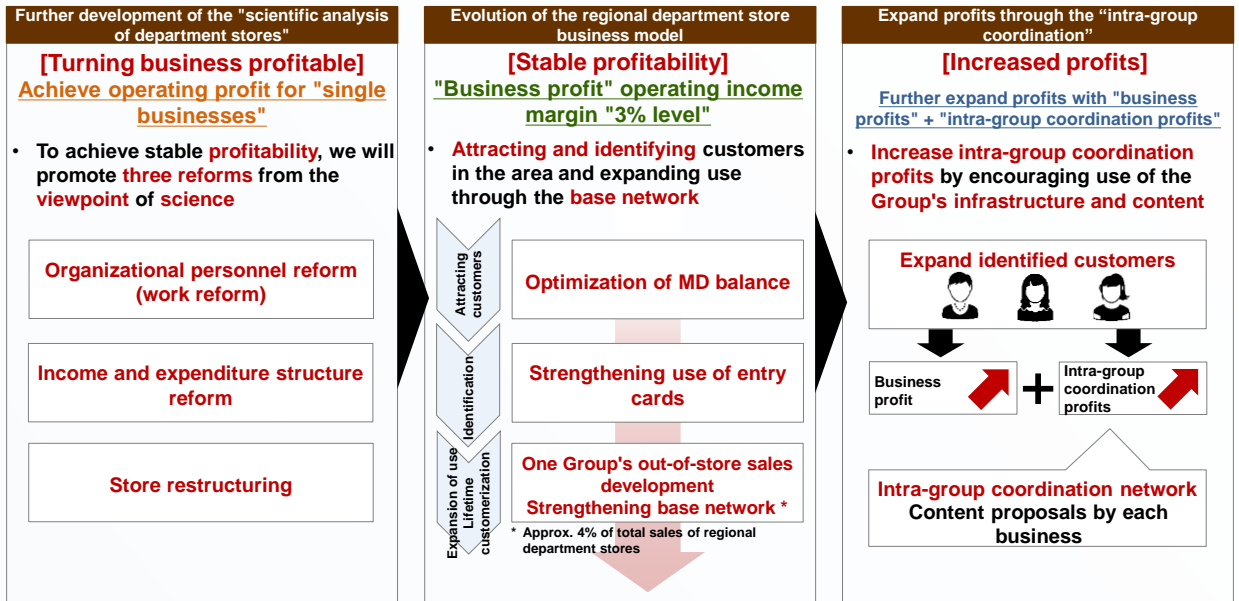 Further development of the "scientific analysis
of department stores"
[Turning business profitable]
Achieve operating profit for "single
businesses"
• To achieve stable profitability, we will
promote three reforms from the
viewpoint of science
Organizational personnel reform
(work reform)
Income and expenditure structure
reform
Store restructuring
Evolution of the regional department store
business model
[Stable profitability]
"Business profit" operating income
margin "3% level"
• Attracting and identifying customers
in the area and expanding use
through the base network
Attracting
customers
Optimization of MD balance
Identification
Strengthening use of entry
cards
Expansion of use
Lifetime
customerization
One Group's out-of-store sales
development
Strengthening base network *
* Approx. 4% of total sales of regional
department stores
Expand profits through the “intra-group
coordination”
[Increased profits]
Further expand profits with "business
profits" + "intra-group coordination profits"
• Increase intra-group coordination
profits by encouraging use of the
Group's infrastructure and content
Expand identified customers
Business
profit
+
Intra-group
coordination
profits
Intra-group coordination network
Content proposals by each
business